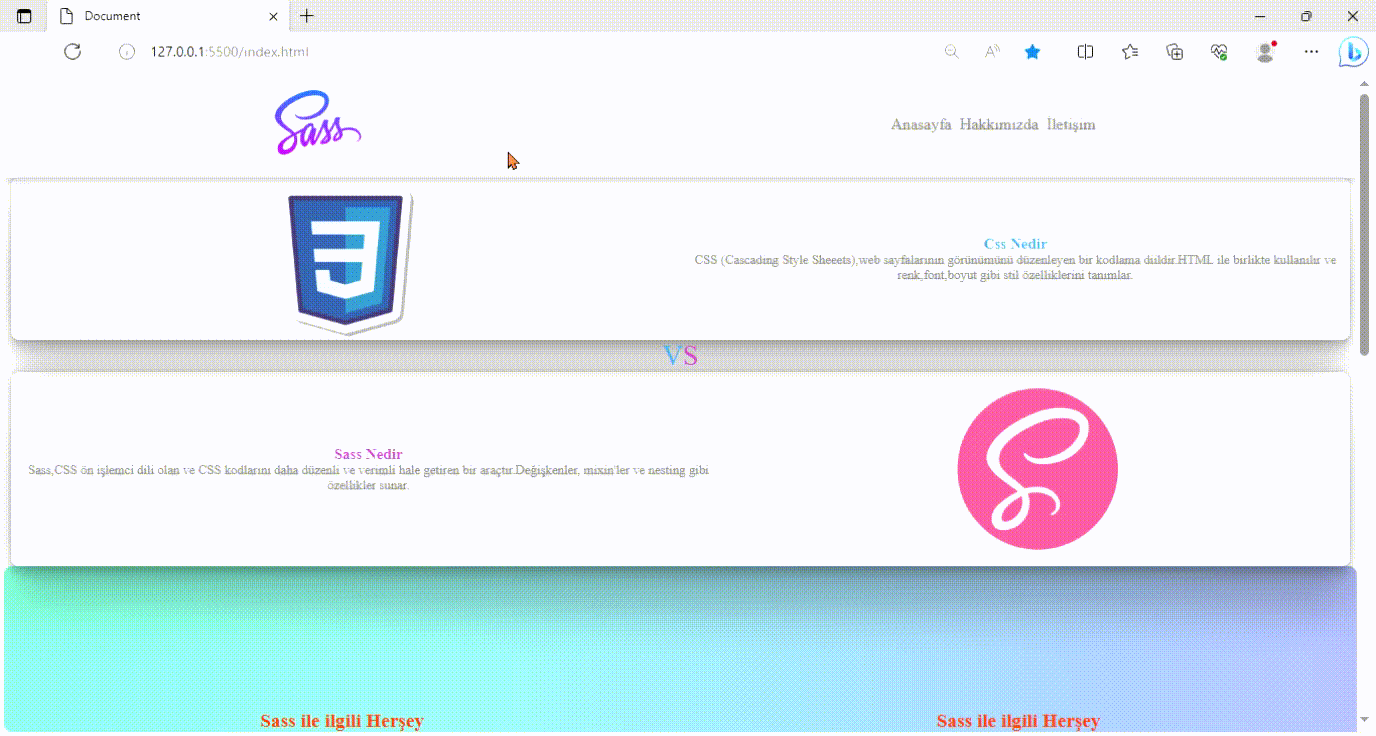 Document
127.0.0.1:5500/index.html
Sass
Anasayfa Hakkımızda İletişim
Css Nedir
CSS (Cascading Style Sheeets),web sayfalarının görünümünü düzenleyen bir kodlama dilidir.HTML ile birlikte kullanılır ve
renk,font,boyut gibi stil özelliklerini tanımlar.
VS
Sass Nedir
Sass,CSS ön işlemci dili olan ve CSS kodlarını daha düzenli ve verimli hale getiren bir araçtır.Değişkenler, mixin'ler ve nesting gibi
özellikler sunar.
Sass ile ilgili Herşey
Sass ile ilgili Herşey